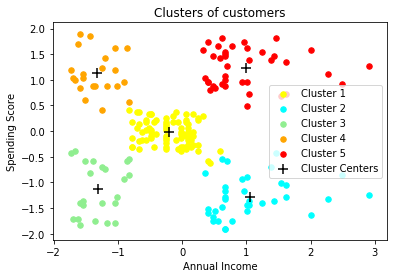 Clusters of customers
2.0
1.5
1.0
0.5
0.0
−0.5
−1.0
−1.5
−2.0
Spending Score
Cluster 1
Cluster 2
Cluster 3
Cluster 4
Cluster 5
Cluster Centers
−2
−1
0
1
2
3
Annual Income